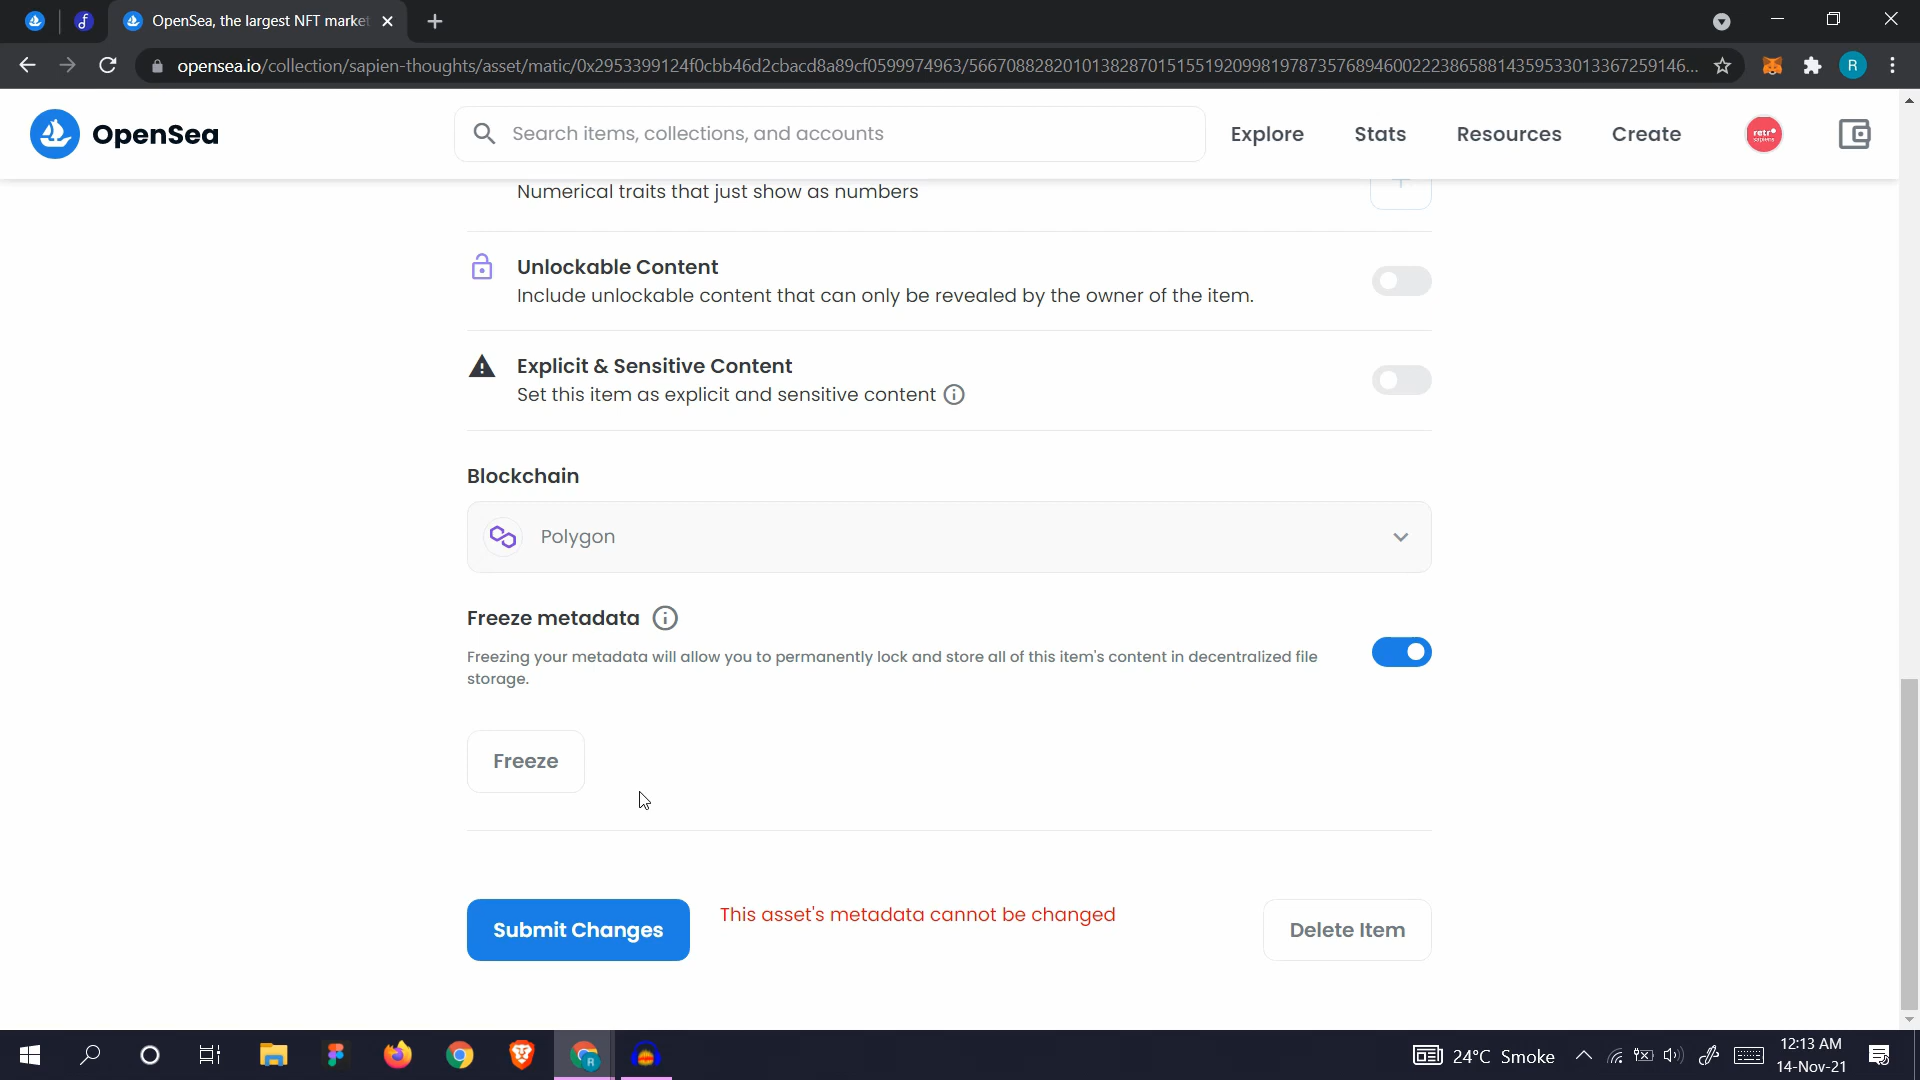 OpenSea, the largest NFT market
opensea.io/collection/sapien-thoughts/asset/matic/0x2953399124f0cbb46d2cbacd8a89cf0599974963/56670882820101382870151551920998197873576894600222386588143595330133672591 46...
R
OpenSea
Search items, collections, and accounts
Explore
Stats
Resources
Create
retr
sapiens
Numerical traits that just show as numbers
Unlockable Content
Include unlockable content that can only be revealed by the owner of the item.
Explicit & Sensitive Content
Set this item as explicit and sensitive content
Blockchain
Polygon
Freeze metadata
Freezing your metadata will allow you to permanently lock and store all of this item's content in decentralized file
storage.
Freeze
Submit Changes
This asset's metadata cannot be changed
Delete Item
24°C Smoke
12:13 AM
14-Nov-21